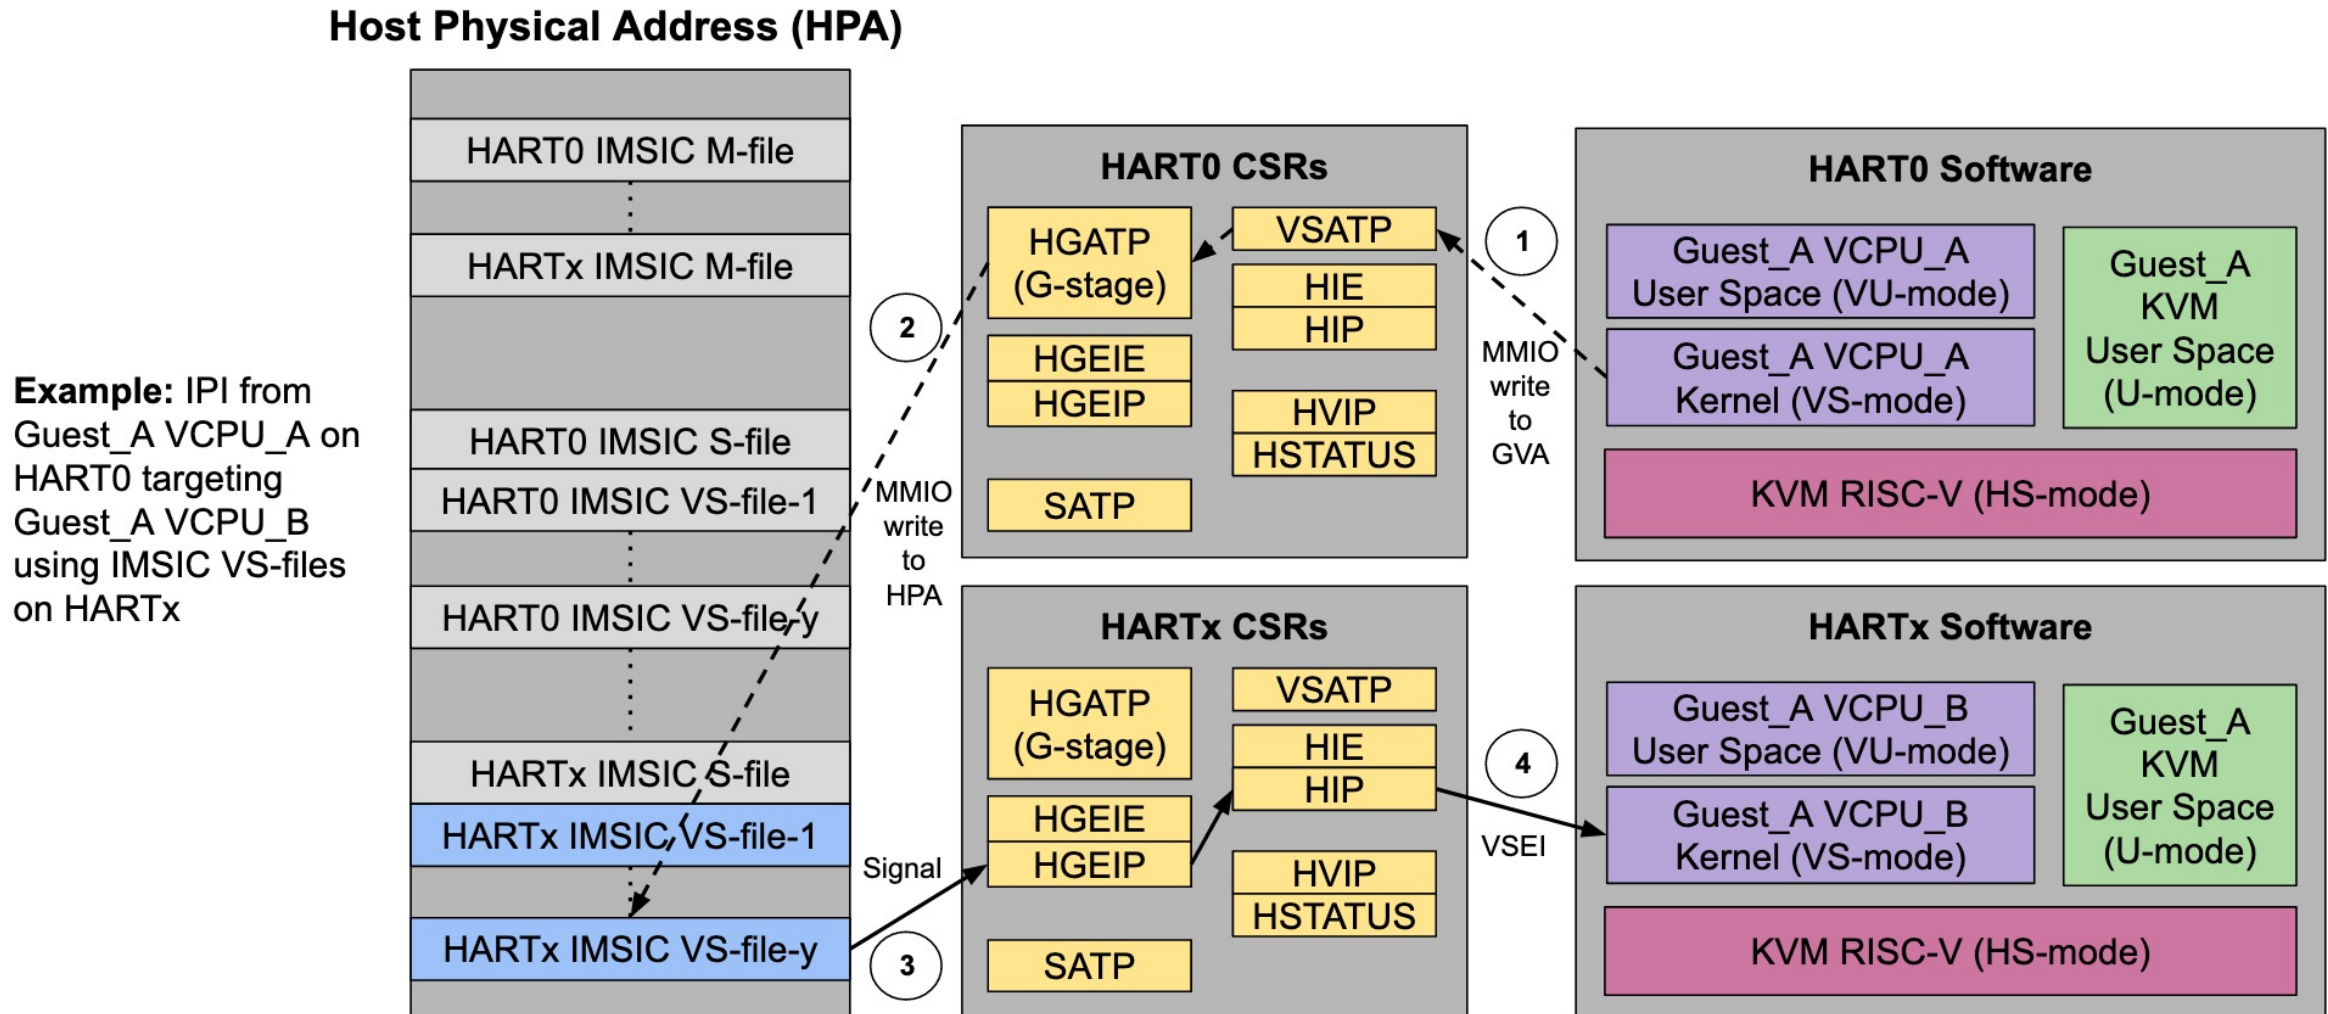 Host Physical Address (HPA)
Example: IPI from
Guest_A VCPU_A on
HART0 targeting
Guest_A VCPU_B
using IMSIC VS-files
on HARTx
HART0 IMSIC M-file
HARTx IMSIC M-file
HART0 IMSIC S-file
HART0 IMSIC VS-file-1
HART0 IMSIC VS-file-y
HARTx IMSIC S-file
HARTx IMSIC VS-file-1
HARTx IMSIC VS-file-y
2
MMIO
write
to
HPA
Signal
3
HART0 CSRs
HGATP
(G-stage)
VSATP
HIE
HIP
HGEIE
HGEIP
HVIP
HSTATUS
SATP
1
MMIO
write
to
GVA
HART0 Software
Guest_A VCPU_A
User Space (VU-mode)
Guest_A VCPU_A
Kernel (VS-mode)
Guest_A
KVM
User Space
(U-mode)
KVM RISC-V (HS-mode)
HARTx CSRs
HGATP
(G-stage)
VSATP
HIE
HIP
HGEIE
HGEIP
HVIP
HSTATUS
SATP
4
VSEI
HARTx Software
Guest_A VCPU_B
User Space (VU-mode)
Guest_A VCPU_B
Kernel (VS-mode)
Guest_A
KVM
User Space
(U-mode)
KVM RISC-V (HS-mode)